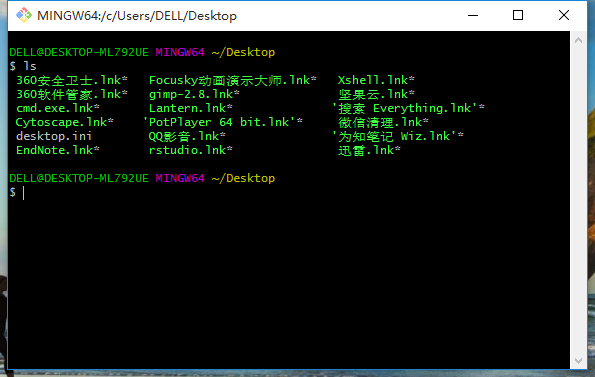 MINGW64:/c/Users/DELL/Desktop
DELL@DESKTOP-ML792UE MINGW64 ~/Desktop
$ ls
360安全卫士.lnk* Focusky动画演示大师.lnk* Xshell.lnk*
360软件管家.lnk* gimp-2.8.lnk* 坚果云.lnk*
cmd.exe.lnk* Lantern.lnk* '搜索 Everything.lnk'*
Cytoscape.lnk* 'PotPlayer 64 bit.lnk'* 微信清理.lnk*
desktop.ini QQ影音.lnk* '为知笔记 Wiz.lnk'*
EndNote.lnk* rstudio.lnk* 迅雷.lnk*
DELL@DESKTOP-ML792UE MINGW64 ~/Desktop
$